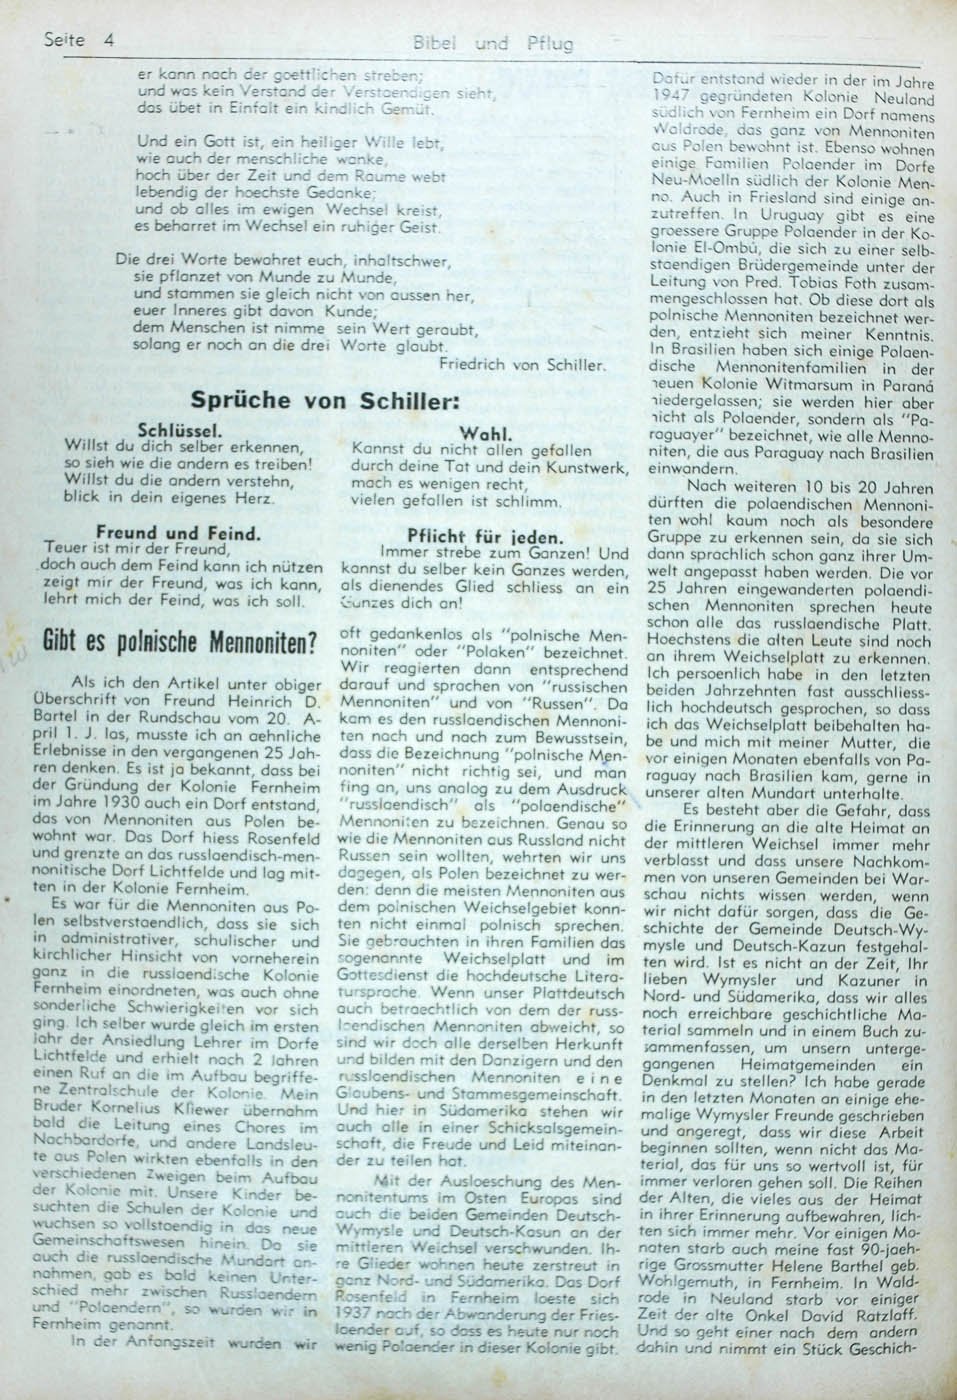 Seite 4
Bibel und Pflug
er kann nach der goettlichen streben;
und was kein Verstand der Verstaendigen sieht,
das übet in Einfalt ein kindlich Gemüt.
Und ein Gott ist, ein heiliger Wille lebt,
wie auch der menschliche wanke,
hoch über der Zeit und dem Raume webt
lebendig der hoechste Gedanke;
und ob alles im ewigen Wechsel kreist,
es beharret im Wechsel ein ruhiger Geist.
Die drei Worte bewahret euch, inhaltschwer,
sie pflanzet von Munde zu Munde,
und stammen sie gleich nicht von aussen her,
euer Inneres gibt davon Kunde;
dem Menschen ist nimme sein Wert geraubt,
solang er noch an die drei Worte glaubt.
Friedrich von Schiller.
Sprüche von Schiller:
Schlüssel.
Willst du dich selber erkennen,
so sieh wie die andern es treiben!
Willst du die andern verstehn,
blick in dein eigenes Herz.
Freund und Feind.
Teuer ist mir der Freund,
doch auch dem Feind kann ich nützen
zeigt mir der Freund, was ich kann,
lehrt mich der Feind, was ich soll.
Wahl.
Kannst du nicht allen gefallen
durch deine Tat und dein Kunstwerk,
mach es wenigen recht,
vielen gefallen ist schlimm.
Pflicht für jeden.
Immer strebe zum Ganzen! Und
kannst du selber kein Ganzes werden,
als dienendes Glied schliess an ein
Ganzes dich an!
Gibt es polnische Mennoniten?
Als ich den Artikel unter obiger
Überschrift von Freund Heinrich D.
Bartel in der Rundschau vom 20. A-
pril 1. J. las, musste ich an aehnliche
Erlebnisse in den vergangenen 25 Jah-
ren denken. Es ist ja bekannt, dass bei
der Gründung der Kolonie Fernheim
im Jahre 1930 auch ein Dorf entstand,
das von Mennoniten aus Polen be-
wohnt war. Das Dorf hiess Rosenfeld
und grenzte an das russlaendisch-men-
nonitische Dorf Lichtfelde und lag mit-
ten in der Kolonie Fernheim.
Es war für die Mennoniten aus Po-
len selbstverstaendlich, dass sie sich
in administrativer, schulischer und
kirchlicher Hinsicht von vorneherein
ganz in die russlaendische Kolonie
Fernheim einordneten, was auch ohne
sonderliche Schwierigkeiten vor sich
ging. Ich selber wurde gleich im ersten
Jahr der Ansiedlung Lehrer im Dorfe
Lichtfelde und erhielt nach 2 Jahren
einen Ruf an die im Aufbau begriffe-
ne Zentralschule der Kolonie. Mein
Bruder Kornelius Kliewer übernahm
bald die Leitung eines Chores im
Nachbardorfe, und andere Landsleu-
te aus Polen wirkten ebenfalls in den
verschiedenen Zweigen beim Aufbau
der Kolonie mit. Unsere Kinder be-
suchten die Schulen der Kolonie und
wuchsen so vollstaendig in das neue
Gemeinschaftswesen hinein. Da sie
auch die russlaendische Mundart an-
nahmen, gab es bald keinen Unter-
schied mehr zwischen Russlaendern
und "Polaendern", so wurden wir in
Fernheim genannt.
In der Anfangszeit wurden wir
oft gedankenlos als "polnische Men-
noniten" oder "Polaken" bezeichnet.
Wir reagierten dann entsprechend
darauf und sprachen von "russischen
Mennoniten" und von "Russen". Da
kam es den russlaendischen Mennoni-
ten nach und nach zum Bewusstsein,
dass die Bezeichnung "polnische Men-
noniten" nicht richtig sei, und man
fing an, uns analog zu dem Ausdruck
"russlaendisch" als "polaendische"
Mennoniten zu bezeichnen. Genau so
wie die Mennoniten aus Russland nicht
Russen sein wollten, wehrten wir uns
dagegen, als Polen bezeichnet zu wer-
den; denn die meisten Mennoniten aus
dem polnischen Weichselgebiet konn-
ten nicht einmal polnisch sprechen.
Sie gebrauchten in ihren Familien das
sogenannte Weichselplatt und im
Gottesdienst die hochdeutsche Litera-
tursprache. Wenn unser Plattdeutsch
auch betraechtlich von dem der russ-
laendischen Mennoniten abweicht, so
sind wir doch alle derselben Herkunft
und bilden mit den Danzigern und den
russlaendischen Mennoniten eine
Glaubens- und Stammesgemeinschaft.
Und hier in Südamerika stehen wir
auch alle in einer Schicksalsgemein-
schaft, die Freude und Leid miteinan-
der zu teilen hat.
Mit der Ausloeschung des Men-
nonitentums im Osten Europas sind
auch die beiden Gemeinden Deutsch-
Wymysle und Deutsch-Kasun an der
mittleren Weichsel verschwunden. Ih-
re Glieder wohnen heute zerstreut in
ganz Nord- und Südamerika. Das Dorf
Rosenfeld in Fernheim loeste sich
1937 nach der Abwanderung der Fries-
laender auf, so dass es heute nur noch
wenig Polaender in dieser Kolonie gibt.
Dafür entstand wieder in der im Jahre
1947 gegründeten Kolonie Neuland
südlich von Fernheim ein Dorf namens
Waldrode, das ganz von Mennoniten
aus Polen bewohnt ist. Ebenso wohnen
einige Familien Polaender im Dorfe
Neu-Moelln südlich der Kolonie Men-
no. Auch in Friesland sind einige an-
zutreffen. In Uruguay gibt es eine
groessere Gruppe Polaender in der Ko-
lonie El-Ombú, die sich zu einer selb-
staendigen Brüdergemeinde unter der
Leitung von Pred. Tobias Foth zusam-
mengeschlossen hat. Ob diese dort als
polnische Mennoniten bezeichnet wer-
den, entzieht sich meiner Kenntnis.
In Brasilien haben sich einige Polaen-
dische Mennonitenfamilien in der
neuen Kolonie Witmarsum in Paraná
niedergelassen; sie werden hier aber
nicht als Polaender, sondern als "Pa-
raguayer" bezeichnet, wie alle Menno-
niten, die aus Paraguay nach Brasilien
einwandern.
Nach weiteren 10 bis 20 Jahren
dürften die polaendischen Mennoni-
ten wohl kaum noch als besondere
Gruppe zu erkennen sein, da sie sich
dann sprachlich schon ganz ihrer Um-
welt angepasst haben werden. Die vor
25 Jahren eingewanderten polaendi-
schen Mennoniten sprechen heute
schon alle das russlaendische Platt.
Hoechstens die alten Leute sind noch
an ihrem Weichselplatt zu erkennen.
Ich persoenlich habe in den letzten
beiden Jahrzehnten fast ausschliess-
lich hochdeutsch gesprochen, so dass
ich das Weichselplatt beibehalten ha-
be und mich mit meiner Mutter, die
vor einigen Monaten ebenfalls von Pa-
raguay nach Brasilien kam, gerne in
unserer alten Mundart unterhalte.
Es besteht aber die Gefahr, dass
die Erinnerung an die alte Heimat an
der mittleren Weichsel immer mehr
verblasst und dass unsere Nachkom-
men von unseren Gemeinden bei War-
schau nichts wissen werden, wenn
wir nicht dafür sorgen, dass die Ge-
schichte der Gemeinde Deutsch-Wy-
mysle und Deutsch-Kazun festgehal-
ten wird. Ist es nicht an der Zeit, Ihr
lieben Wymysler und Kazuner in
Nord- und Südamerika, dass wir alles
noch erreichbare geschichtliche Ma-
terial sammeln und in einem Buch zu-
sammenfassen, um unsern unterge-
gangenen Heimatgemeinden ein
Denkmal zu stellen? Ich habe gerade
in den letzten Monaten an einige ehe-
malige Wymysler Freunde geschrieben
und angeregt, dass wir diese Arbeit
beginnen sollten, wenn nicht das Ma-
terial, das für uns so wertvoll ist, für
immer verloren gehen soll. Die Reihen
der Alten, die vieles aus der Heimat
in ihrer Erinnerung aufbewahren, lich-
ten sich immer mehr. Vor einigen Mo-
naten starb auch meine fast 90-jaeh-
rige Grossmutter Helene Barthel geb.
Wohlgemuth, in Fernheim. In Wald-
rode in Neuland starb vor einiger
Zeit der alte Onkel David Ratzlaff.
Und so geht einer nach dem andern
dahin und nimmt ein Stück Geschich-